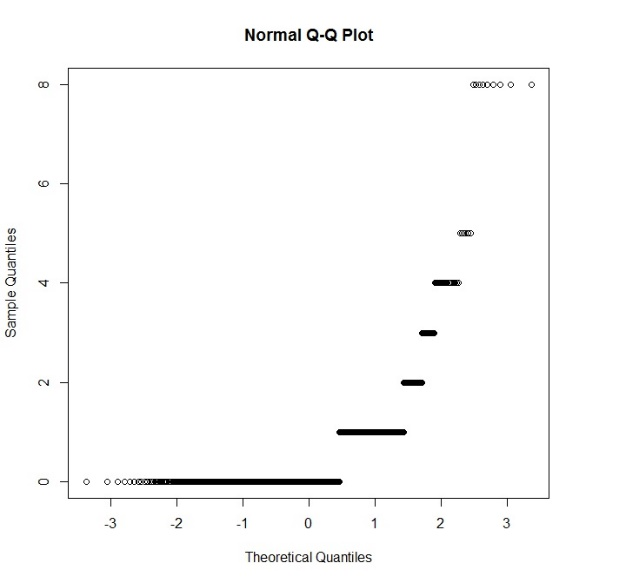 Normal Q-Q Plot
8
6
4
2
0
Sample Quantiles
-3 -2 -1 0 1 2 3
Theoretical Quantiles